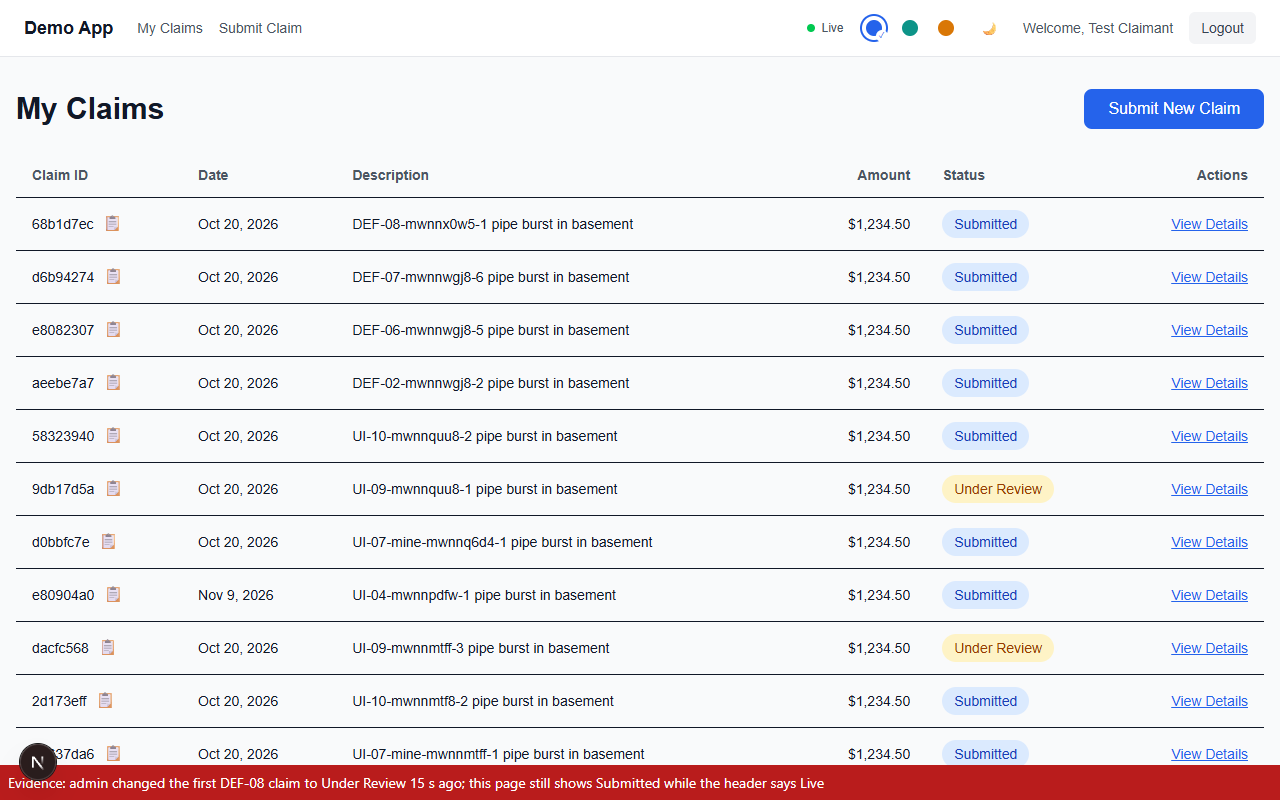 Demo App My Claims Submit Claim Live Welcome, Test Claimant Logout
My Claims Submit New Claim
Claim ID Date Description Amount Status Actions
68b1d7ec Oct 20, 2026 DEF-08-mwnnx0w5-1 pipe burst in basement $1,234.50 Submitted View Details
d6b94274 Oct 20, 2026 DEF-07-mwnnwgj8-6 pipe burst in basement $1,234.50 Submitted View Details
e8082307 Oct 20, 2026 DEF-06-mwnnwgj8-5 pipe burst in basement $1,234.50 Submitted View Details
aeebe7a7 Oct 20, 2026 DEF-02-mwnnwgj8-2 pipe burst in basement $1,234.50 Submitted View Details
58323940 Oct 20, 2026 UI-10-mwnnquu8-2 pipe burst in basement $1,234.50 Submitted View Details
9db17d5a Oct 20, 2026 UI-09-mwnnquu8-1 pipe burst in basement $1,234.50 Under Review View Details
d0bbfc7e Oct 20, 2026 UI-07-mine-mwnnq6d4-1 pipe burst in basement $1,234.50 Submitted View Details
e80904a0 Nov 9, 2026 UI-04-mwnnpdfw-1 pipe burst in basement $1,234.50 Submitted View Details
dacfc568 Oct 20, 2026 UI-09-mwnnmtff-3 pipe burst in basement $1,234.50 Under Review View Details
2d173eff Oct 20, 2026 UI-10-mwnnmtf8-2 pipe burst in basement $1,234.50 Submitted View Details
Oct 20, 2026 UI-07-mine-mwnnmtff-1 pipe burst in basement $1,234.50 Submitted View Details
N
Evidence: admin changed the first DEF-08 claim to Under Review 15 s ago; this page still shows Submitted while the header says Live